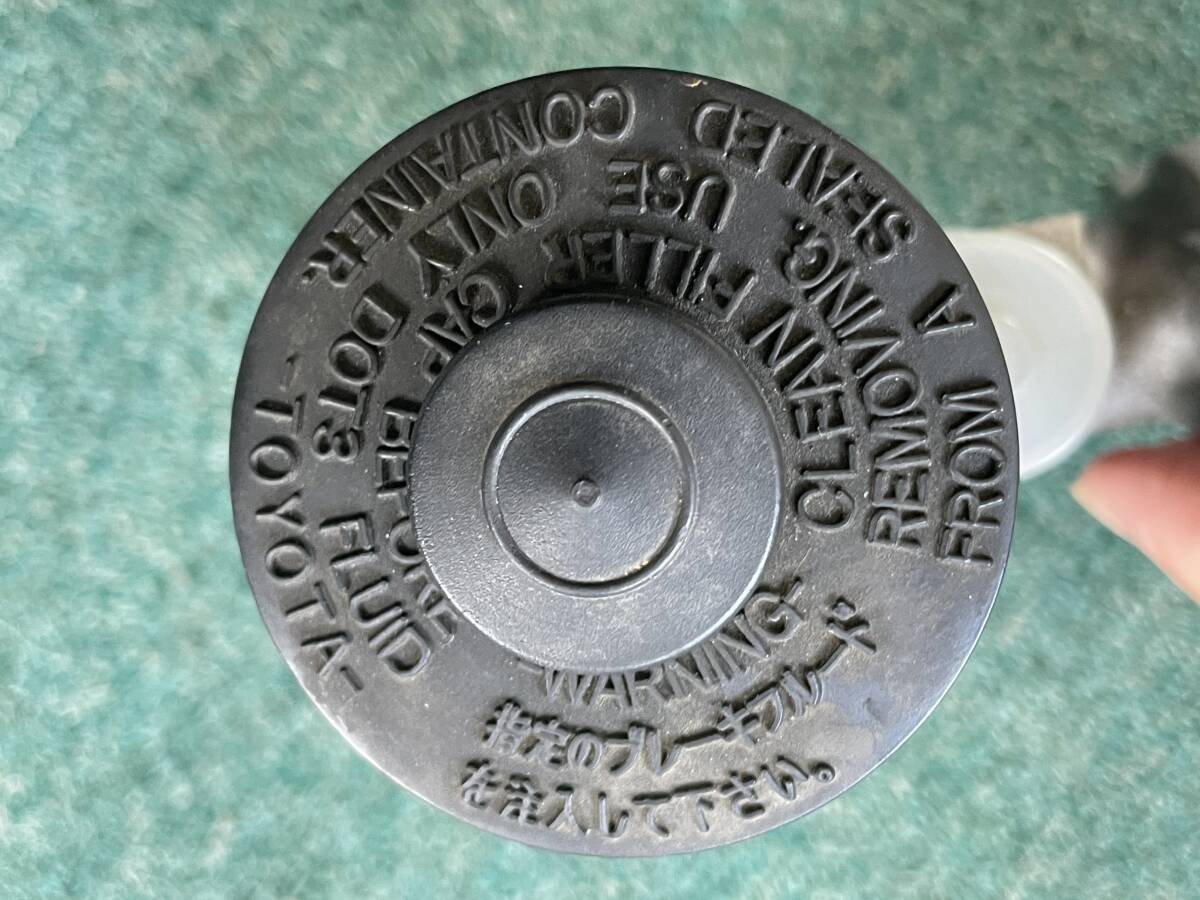 -WARNING-
CLEAN FILLER CAP BEFORE
REMOVING. USE ONLY DOT3 FLUID
FROM A SEALED CONTAINER.
-TOYOTA-
指定のブレーキフルード
を注入して下さい。